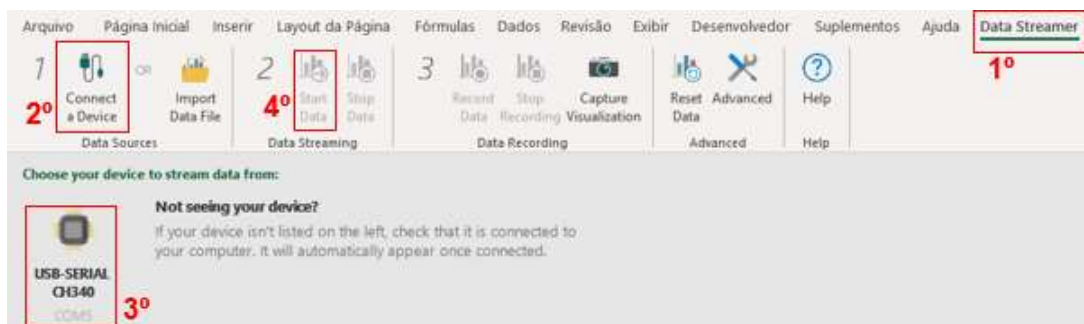 Arquivo Página Inicial Inserir Layout da Página Fórmulas Dados Revisão Exibir Desenvolvedor Suplementos Ajuda Data Streamer
1º
1 OR 2 3
2º Connect a Device
Import Data File
4º Start Data
Stop Data
Record Data
Stop Recording
Capture Visualization
Reset Data
Advanced
Help
Data Sources Data Streaming Data Recording Advanced Help
Choose your device to stream data from:
Not seeing your device?
If your device isn't listed on the left, check that it is connected to
your computer. It will automatically appear once connected.
USB-SERIAL
CH340
COM5
3º